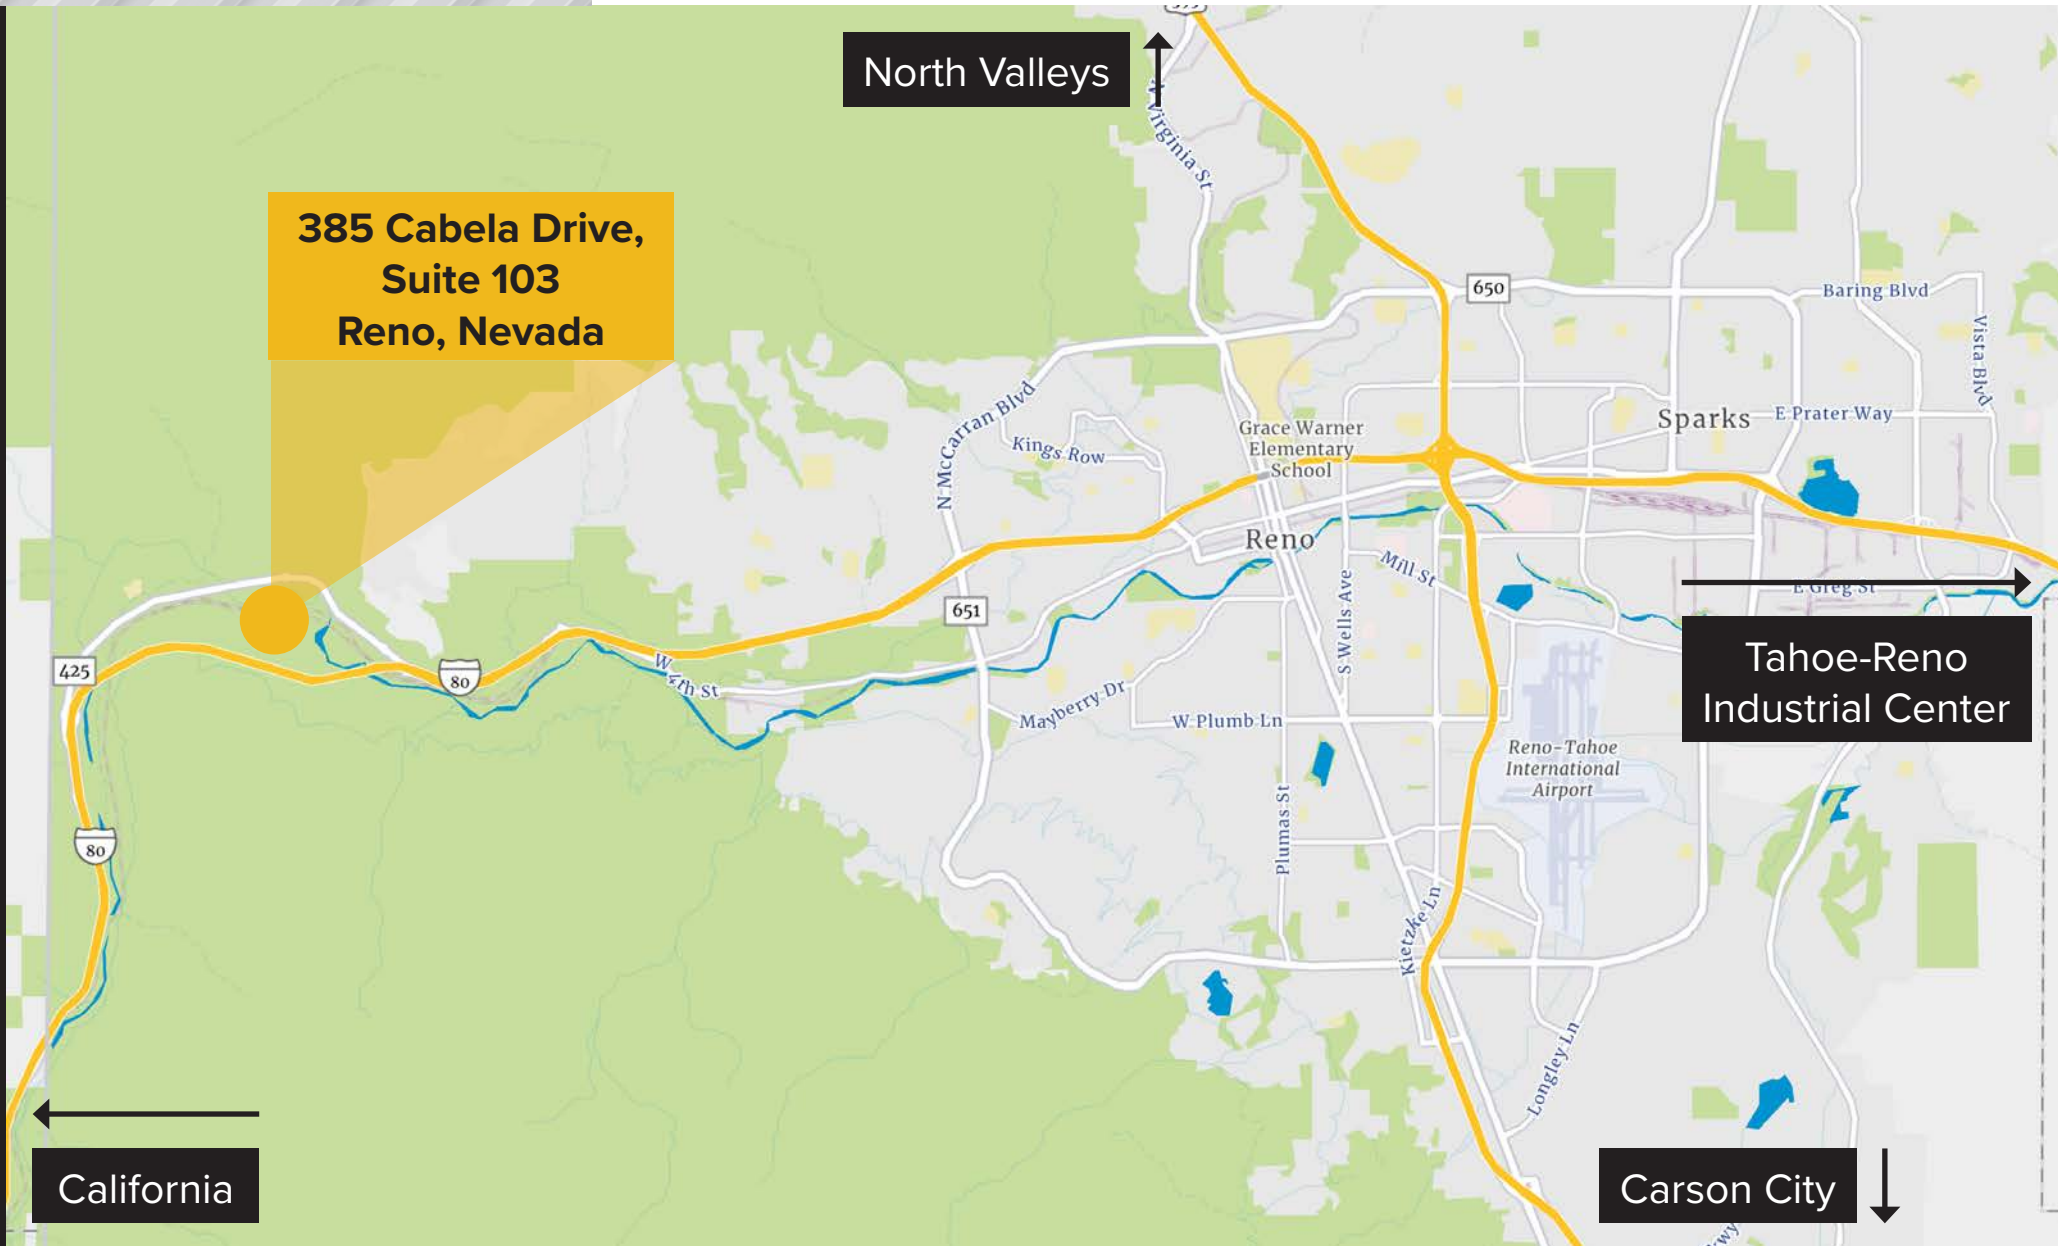 395
North Valleys
N Virginia St
385 Cabela Drive,
Suite 103
Reno, Nevada
650
Baring Blvd
Vista Blvd
N McCarran Blvd
Kings Row
Grace Warner
Elementary
School
Sparks
E Prater Way
Reno
Mill St
S Wells Ave
E Greg St
651
425
80
W 4th St
Mayberry Dr
W Plumb Ln
Tahoe-Reno
Industrial Center
Reno-Tahoe
International
Airport
Plumas St
80
Kietzke Ln
Longley Ln
California
Carson City